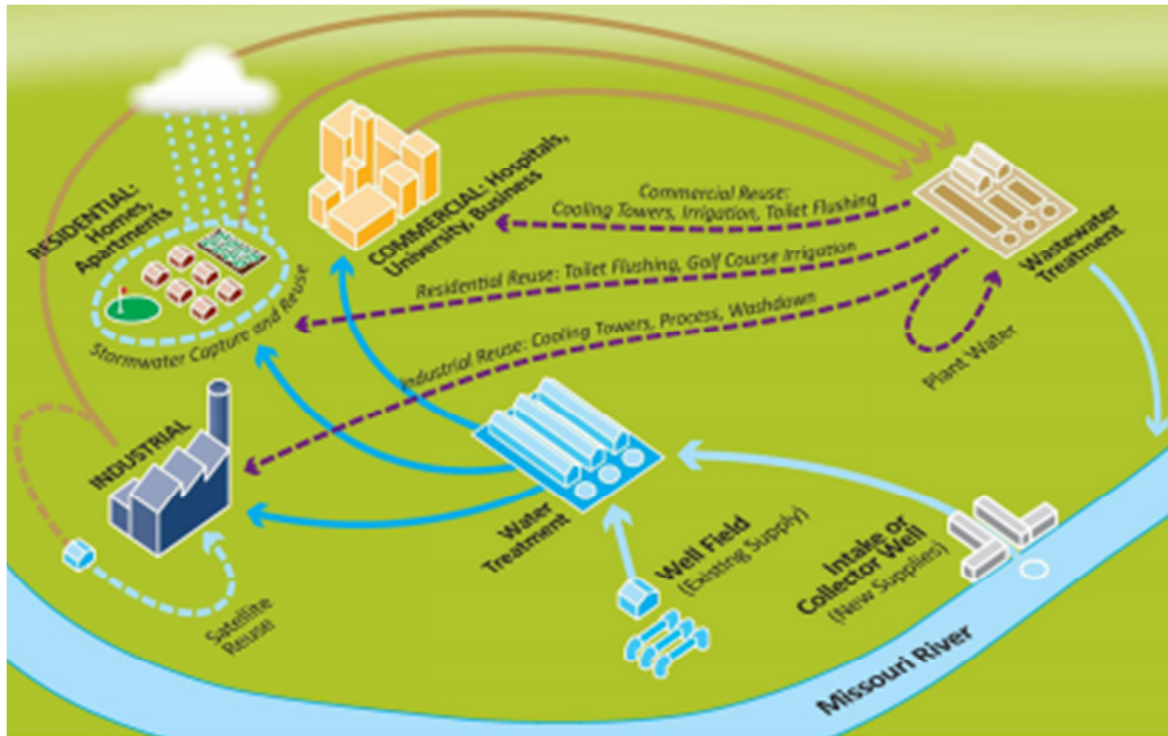 RESIDENTIAL:
Homes,
Apartments
COMMERCIAL: Hospitals,
University, Business
Commercial Reuse:
Cooling Towers, Irrigation, Toilet Flushing
Wastewater
Treatment
Residential Reuse: Toilet Flushing, Golf Course Irrigation
Stormwater Capture and Reuse
Industrial Reuse: Cooling Towers, Process, Washdown
Plant Water
INDUSTRIAL
Water
Treatment
Well Field
(Existing Supply)
Intake or
Collector Well
(New Supplies)
Satellite
Reuse
Missouri River